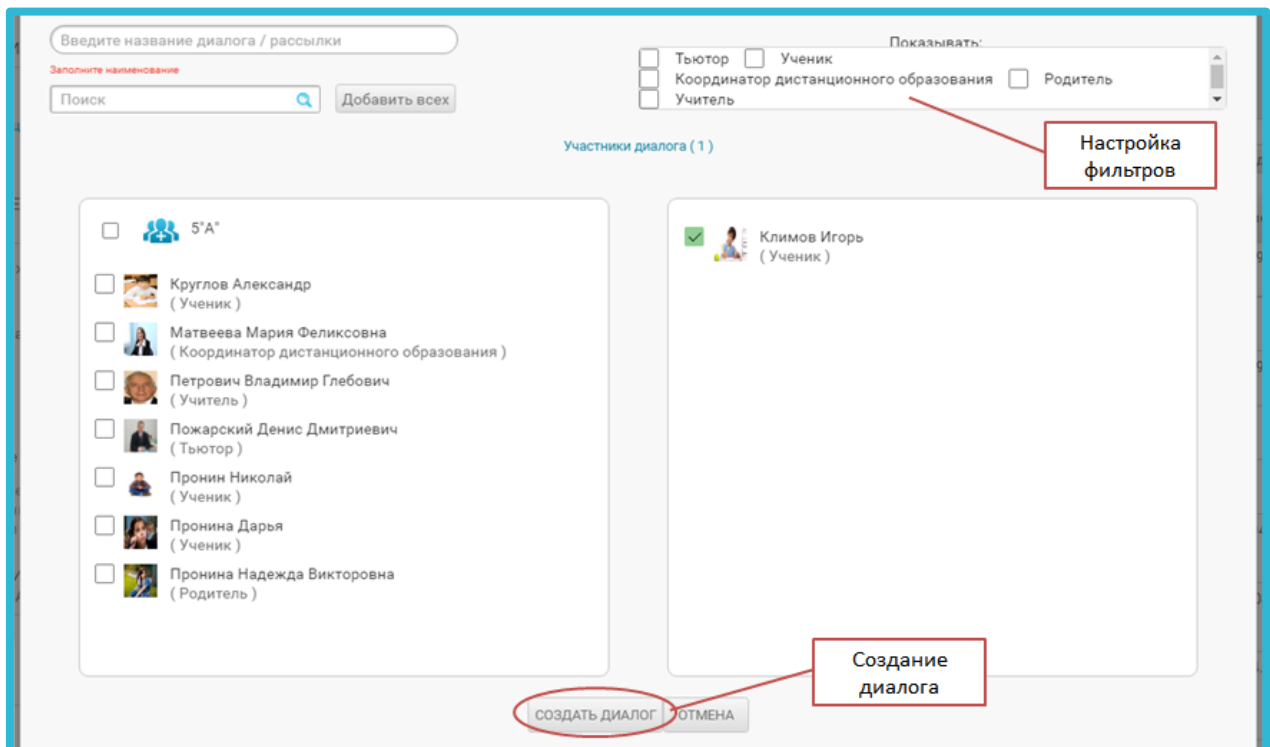 Введите название диалога / рассылки
Заполните наименование
Поиск
Добавить всех
Показывать:
Тьютор Ученик
Координатор дистанционного образования Родитель
Учитель
Настройка
фильтров
Участники диалога ( 1 )
5"А"
Круглов Александр
( Ученик )
Матвеева Мария Феликсовна
( Координатор дистанционного образования )
Петрович Владимир Глебович
( Учитель )
Пожарский Денис Дмитриевич
( Тьютор )
Пронин Николай
( Ученик )
Пронина Дарья
( Ученик )
Пронина Надежда Викторовна
( Родитель )
Климов Игорь
( Ученик )
Создание
диалога
СОЗДАТЬ ДИАЛОГ
ОТМЕНА